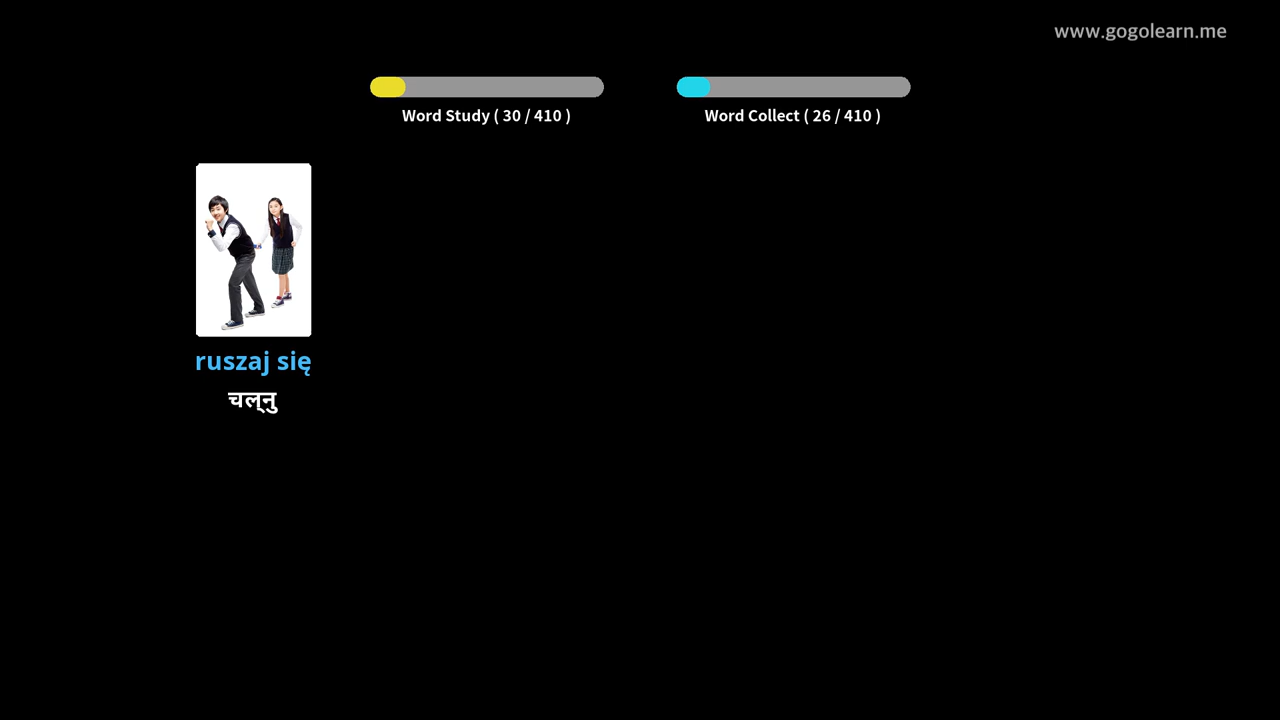 www.gogolearn.me
Word Study ( 30 / 410 )
Word Collect ( 26 / 410 )
ruszaj się
चल्नु